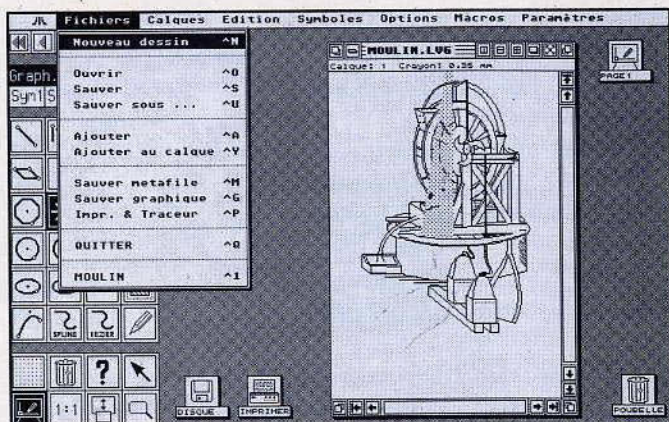 Fichiers Calques Edition Symboles Options Macros Paramètres
Nouveau dessin ^N
Ouvrir ^O
Sauver ^S
Sauver sous ... ^U
Ajouter ^A
Ajouter au calque ^Y
Sauver metafile ^M
Sauver graphique ^G
Impr. & Traceur ^P
QUITTER ^Q
MOULIN ^1
Graph.
Sym1 S
SPLINE
BEZIER
?
1:1
MOULIN.LVG
Calque: 1 Crayon: 0.35 mm
PAGE1
DISQUE
IMPRIMER
POUBELLE